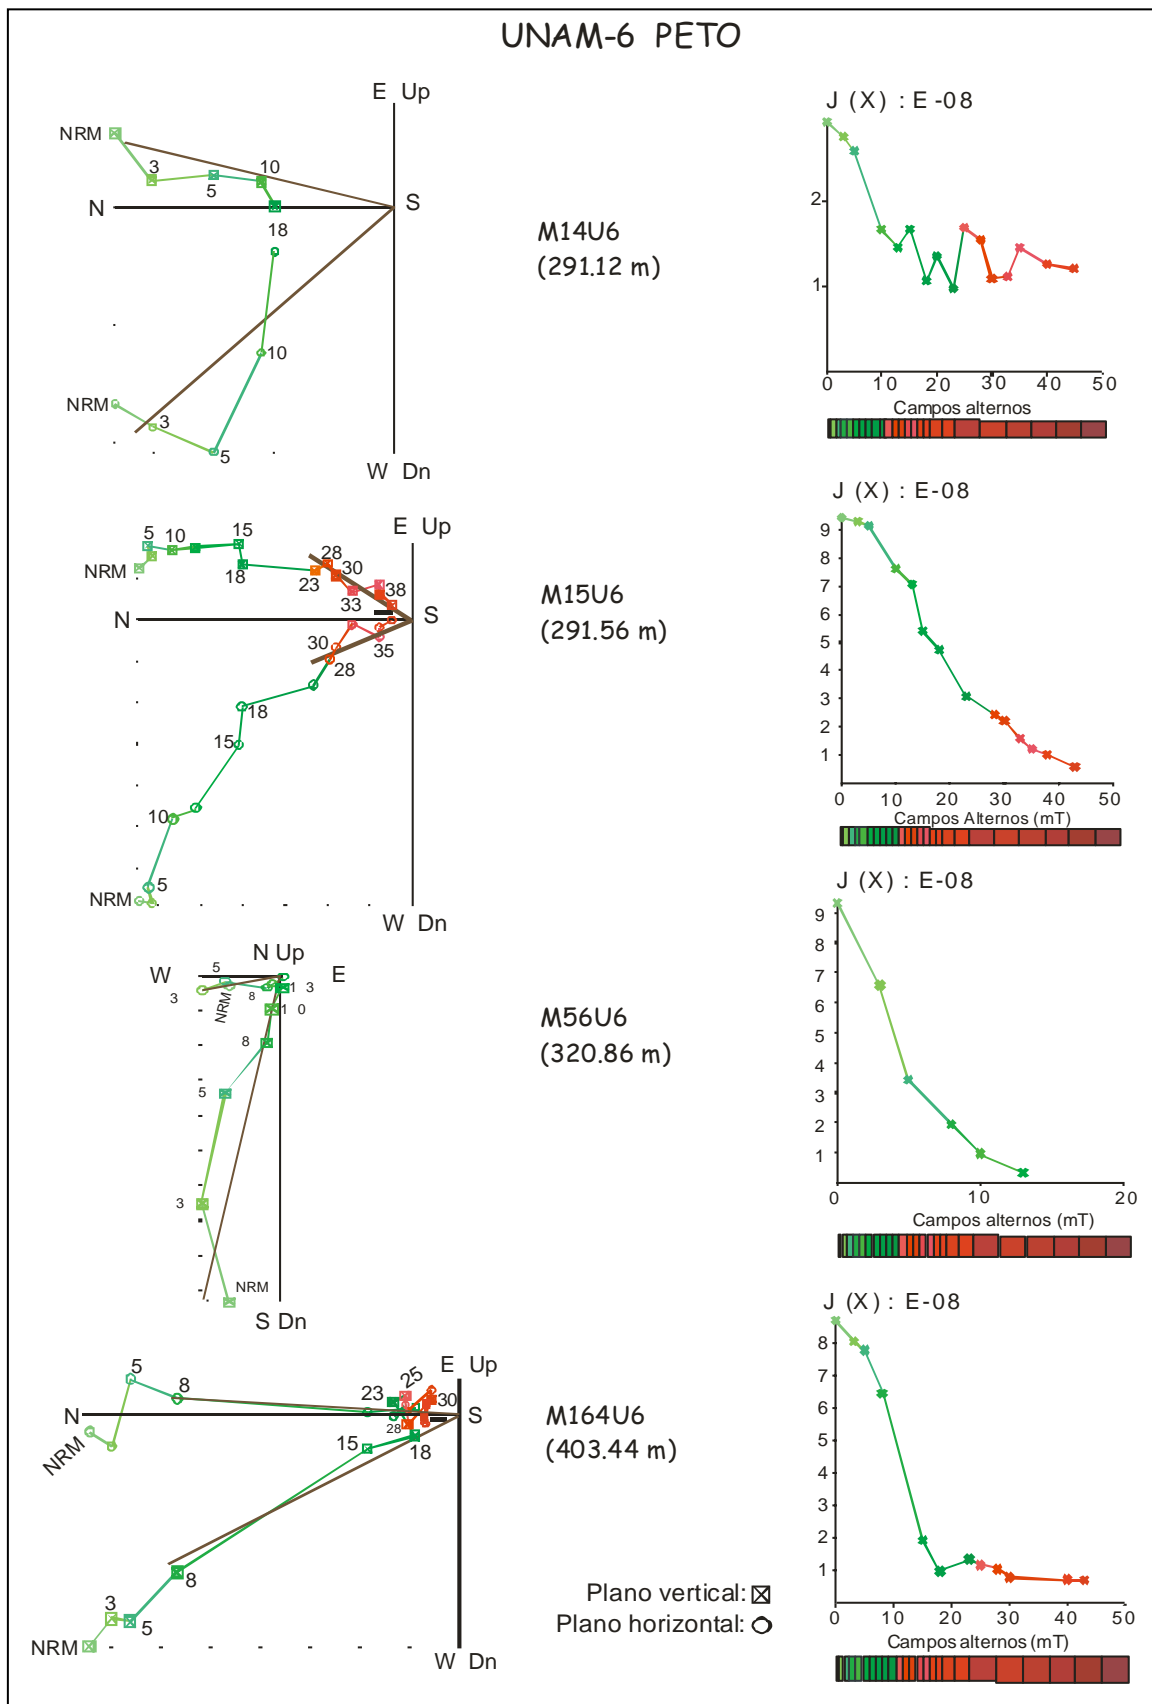 UNAM-6 PETO
E Up
NRM
3
5
10
N
S
18
10
NRM
3
5
W Dn
M14U6
(291.12 m)
J (X) : E -08
2
1
0 10 20 30 40 50
Campos alternos
E Up
5 10 15
NRM
18
23
28
30
33
38
N
S
30
28
35
18
15
10
5
NRM
W Dn
M15U6
(291.56 m)
J (X) : E-08
9
8
7
6
5
4
3
2
1
0 10 20 30 40 50
Campos Alternos (mT)
N Up
W
E
5
3
NRM
8
1 3
1 0
8
5
3
NRM
S Dn
M56U6
(320.86 m)
J (X) : E-08
9
8
7
6
5
4
3
2
1
0 10 20
Campos alternos (mT)
E Up
5
8
23
25
30
N
S
NRM
28
15
18
8
3
5
NRM
W Dn
M164U6
(403.44 m)
J (X) : E-08
8
7
6
5
4
3
2
1
0 10 20 30 40 50
Campos alternos (mT)
Plano vertical:
Plano horizontal: